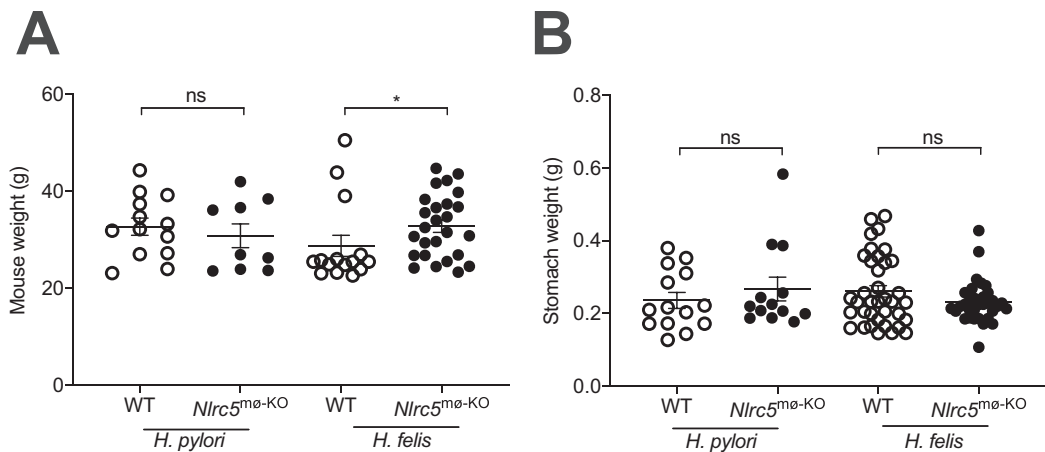 A
Mouse weight (g)
60
40
20
0
ns
*
WT
Nlrc5mø-KO
WT
Nlrc5mø-KO
H. pylori
H. felis
B
Stomach weight (g)
0.8
0.6
0.4
0.2
0.0
ns
ns
WT
Nlrc5mø-KO
WT
Nlrc5mø-KO
H. pylori
H. felis